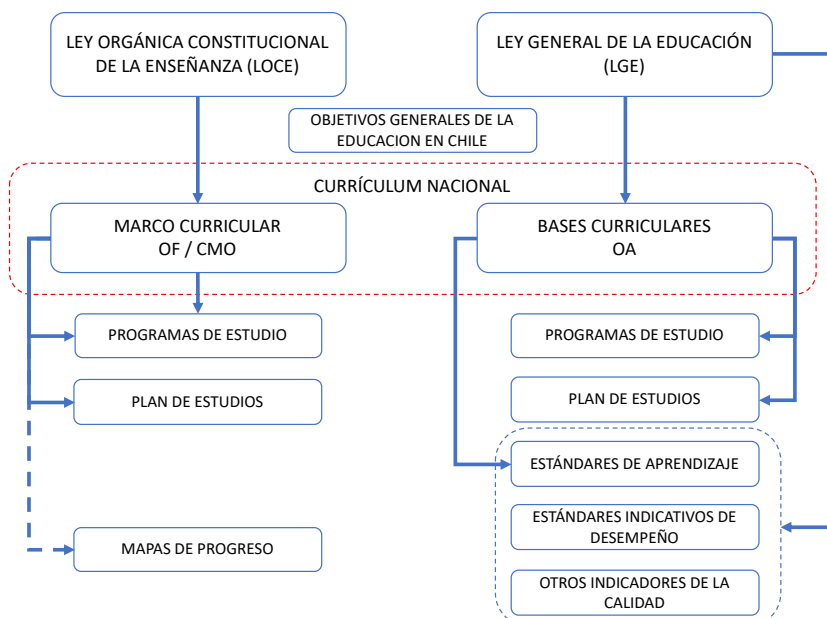 LEY ORGÁNICA CONSTITUCIONAL
DE LA ENSEÑANZA (LOCE)
LEY GENERAL DE LA EDUCACIÓN
(LGE)
OBJETIVOS GENERALES DE LA
EDUCACION EN CHILE
CURRÍCULUM NACIONAL
MARCO CURRICULAR
OF / CMO
BASES CURRICULARES
OA
PROGRAMAS DE ESTUDIO
PROGRAMAS DE ESTUDIO
PLAN DE ESTUDIOS
PLAN DE ESTUDIOS
ESTÁNDARES DE APRENDIZAJE
ESTÁNDARES INDICATIVOS DE
DESEMPEÑO
MAPAS DE PROGRESO
OTROS INDICADORES DE LA
CALIDAD